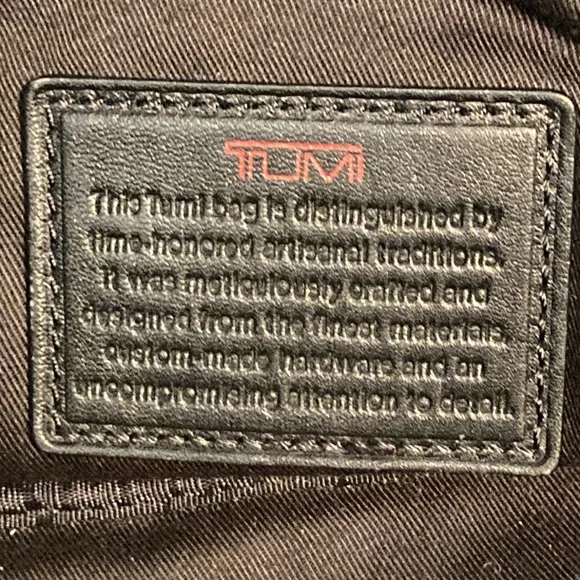 TUMI
This Tumi bag is distinguished by
time-honored artisanal traditions.
It was meticulously crafted and
designed from the finest materials,
custom-made hardware and an
uncompromising attention to detail.